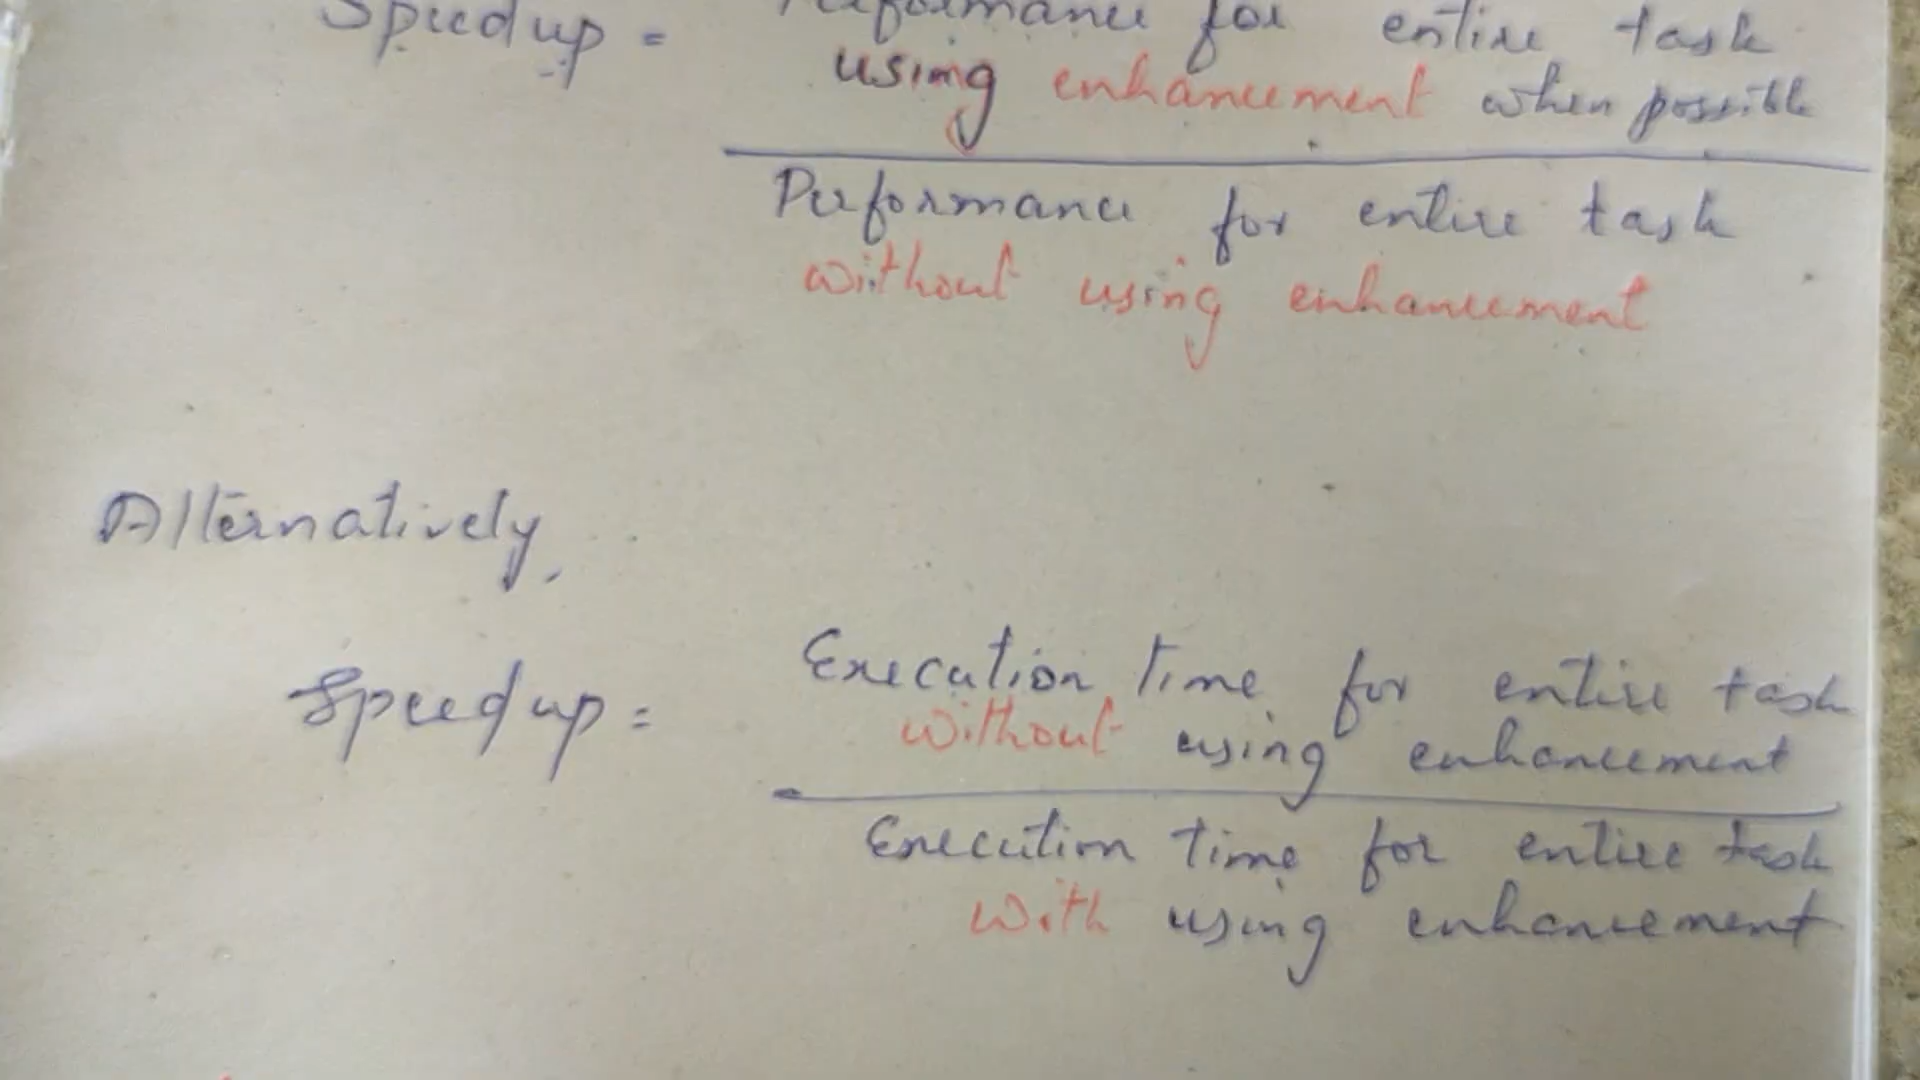 Speedup = Performance for entire task
using enhancement when possible
Performance for entire task
without using enhancement
Alternatively,
Speedup = Execution time for entire task
without using enhancement
Execution time for entire task
with using enhancement